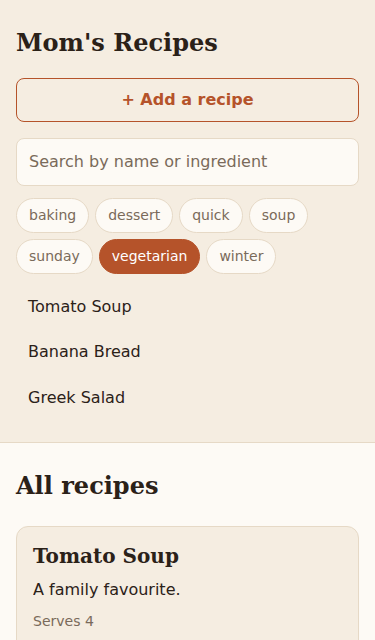 Mom's Recipes
+ Add a recipe
Search by name or ingredient
baking dessert quick soup
sunday vegetarian winter
Tomato Soup
Banana Bread
Greek Salad
All recipes
Tomato Soup
A family favourite.
Serves 4